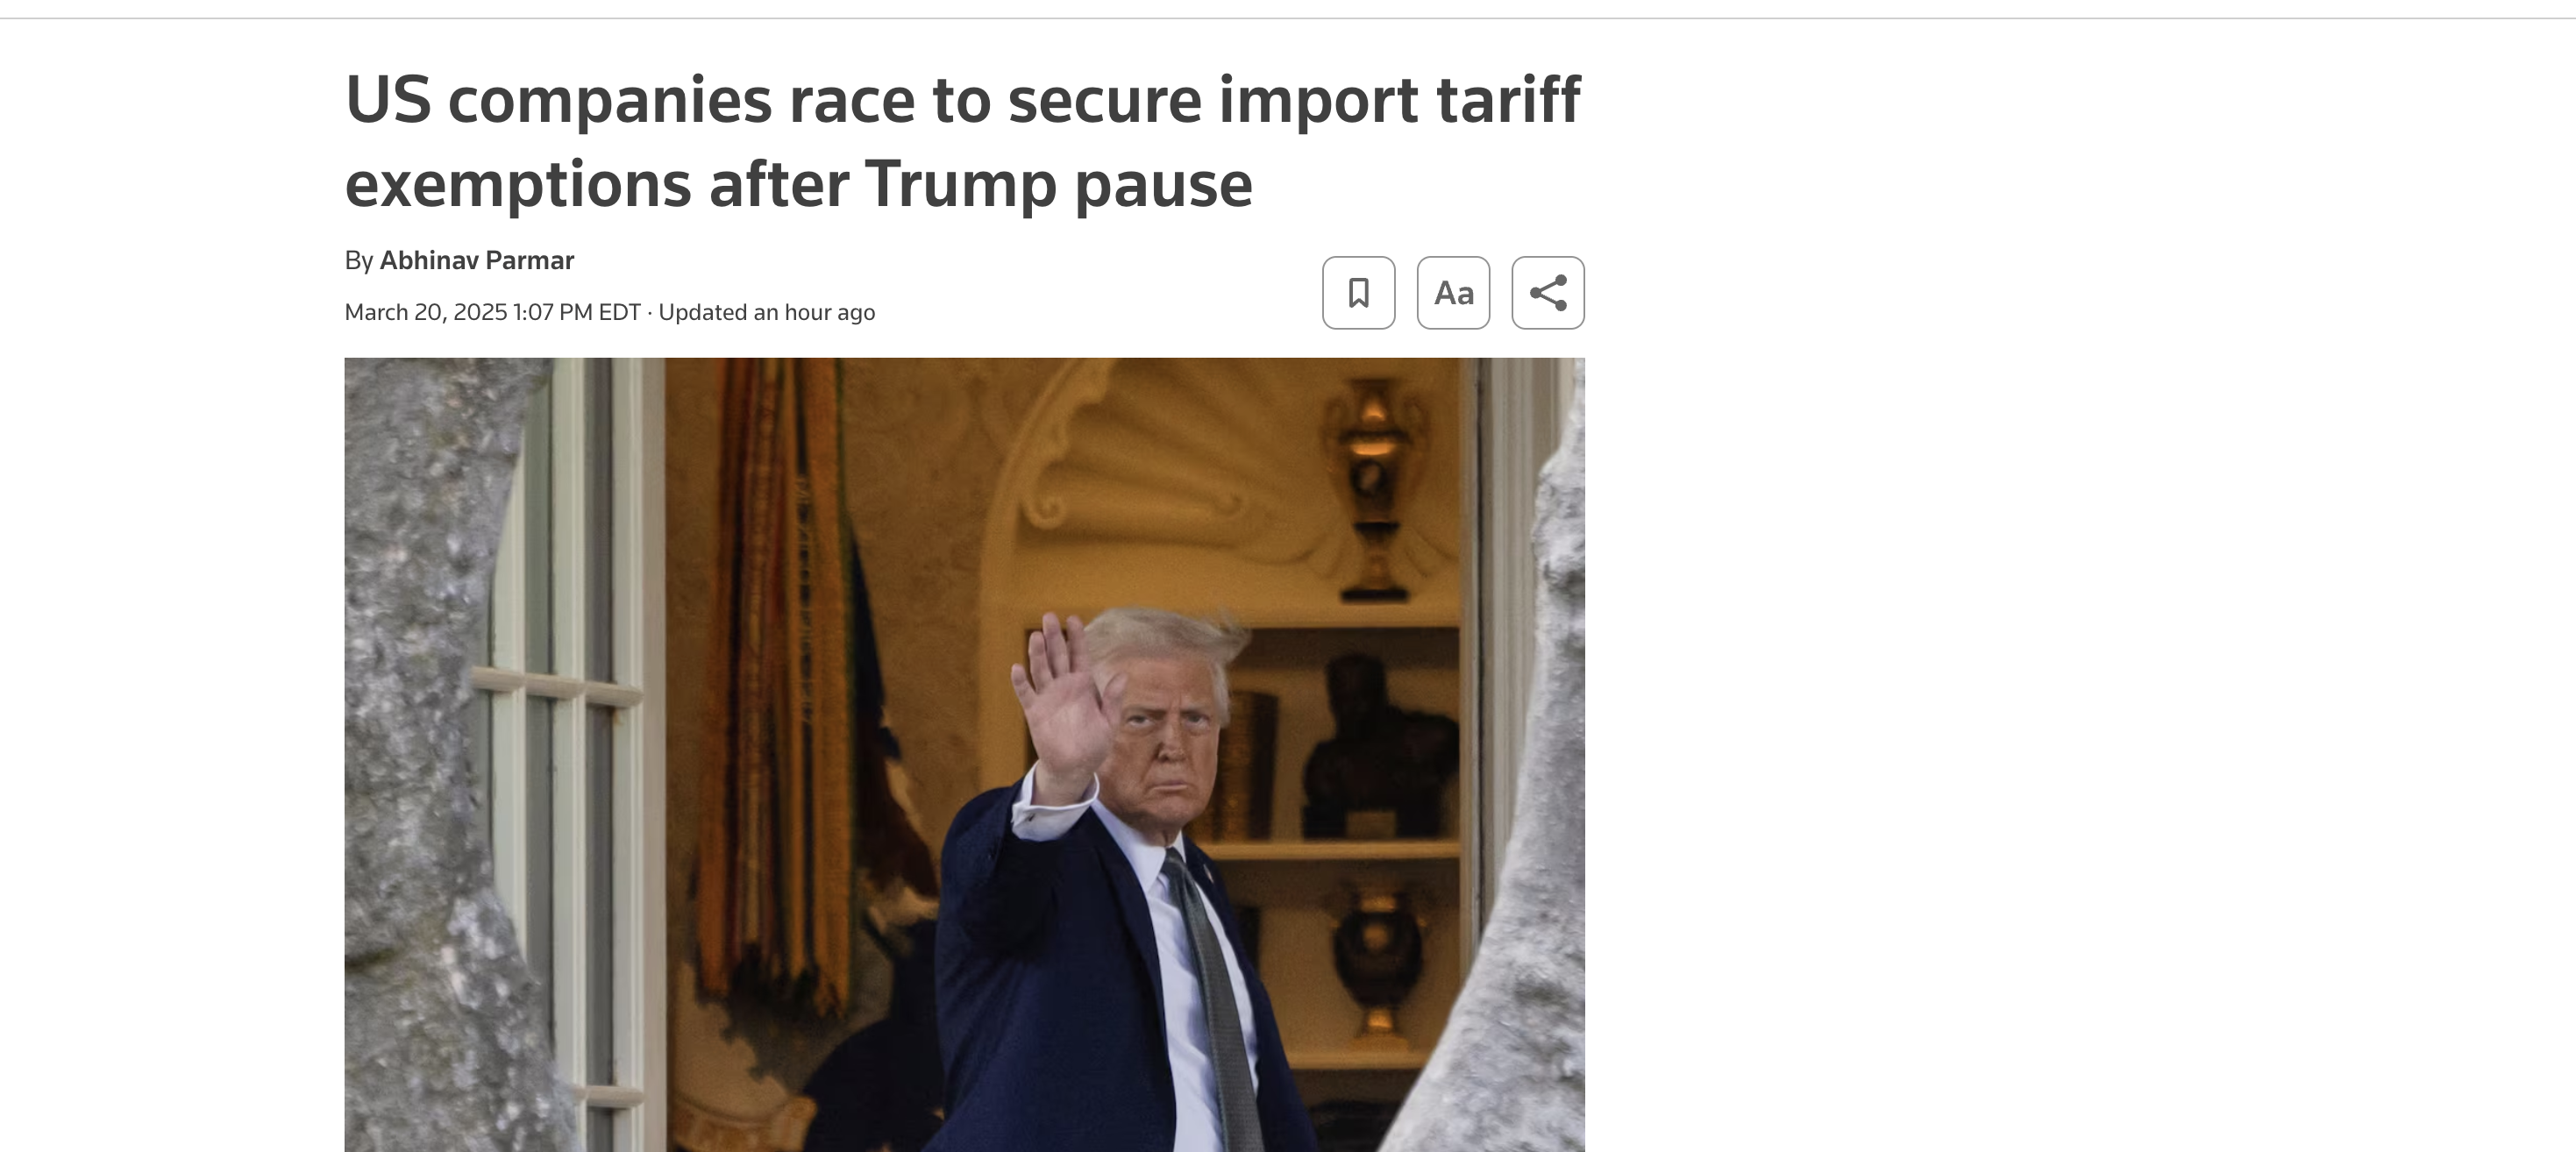 US companies race to secure import tariff
exemptions after Trump pause
By Abhinav Parmar
March 20, 2025 1:07 PM EDT · Updated an hour ago
Aa